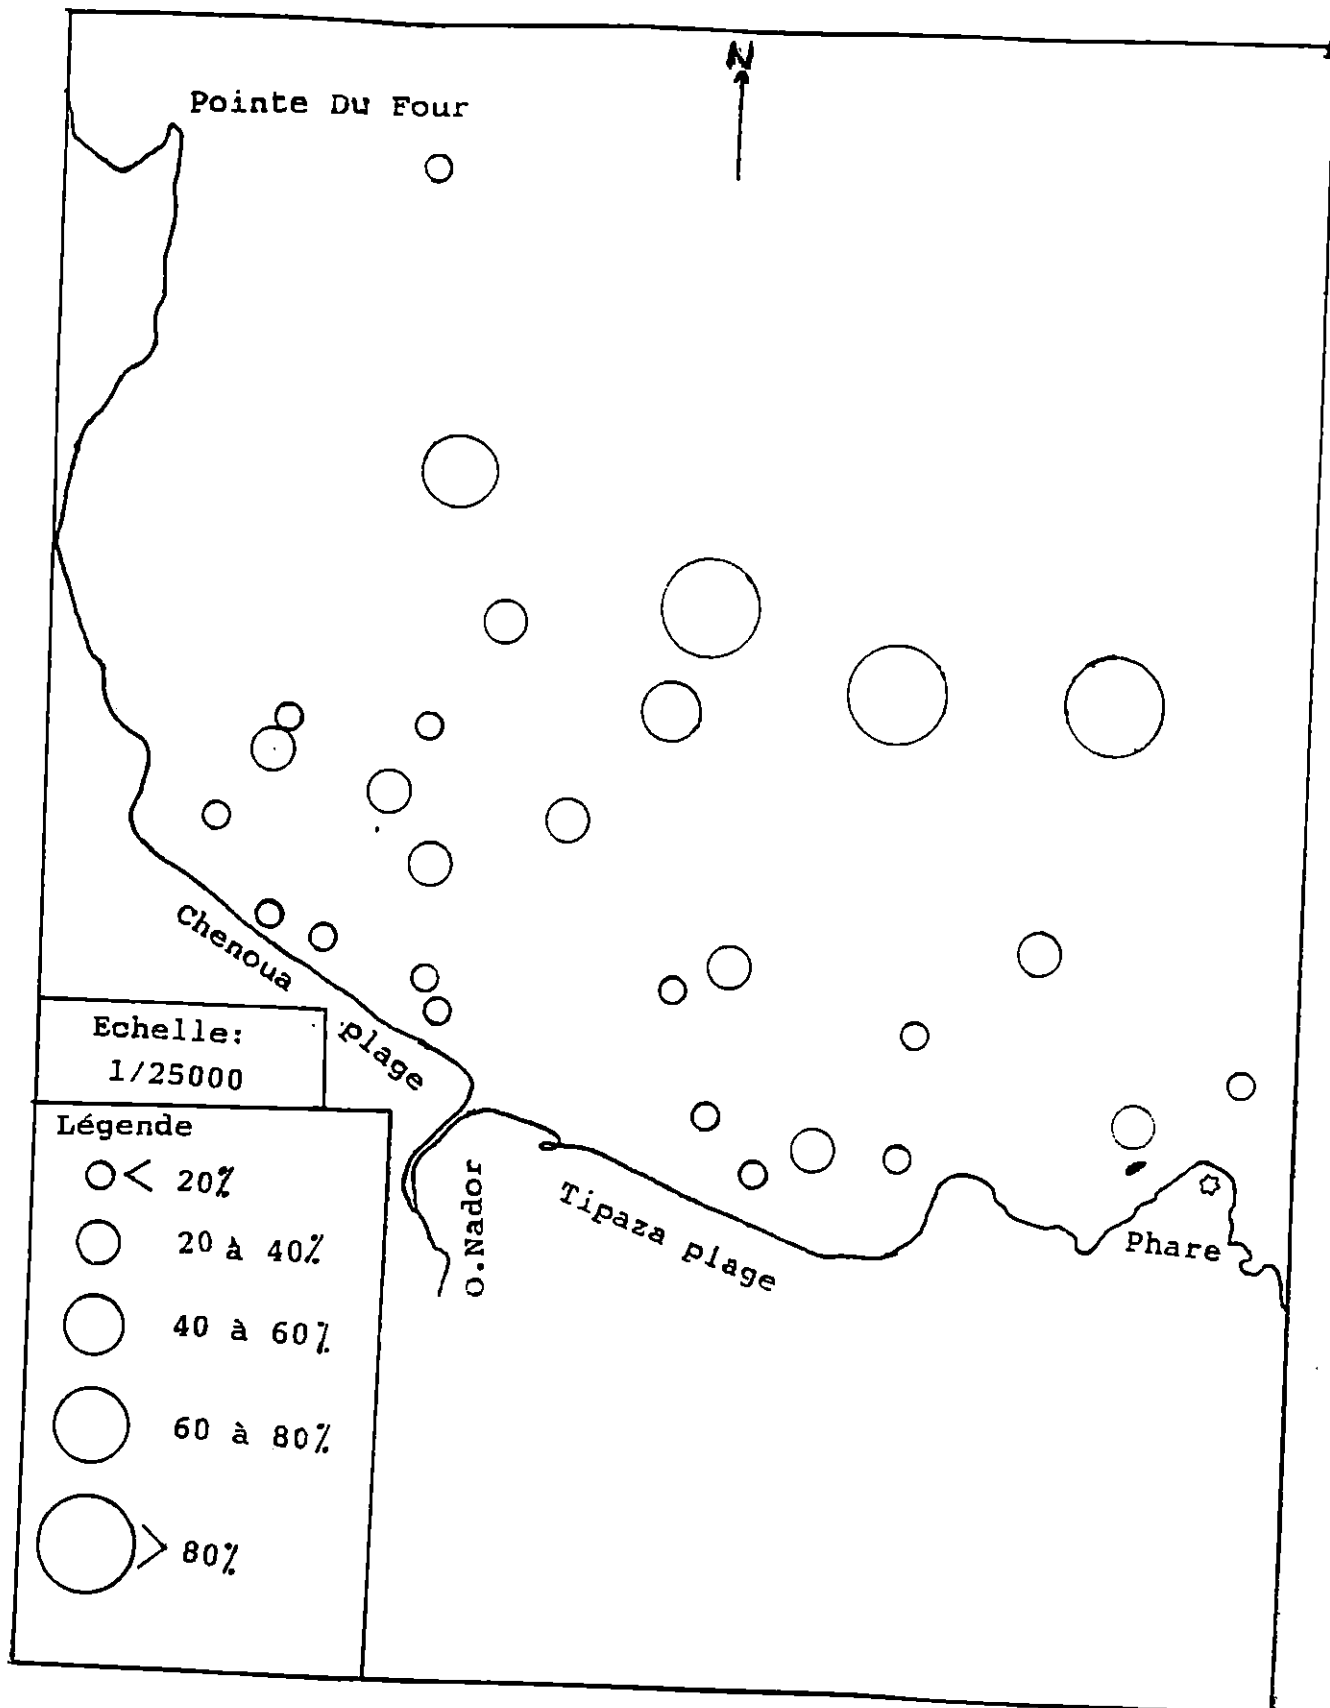 N
Pointe Du Four
Chenoua plage
Echelle:
1/25000
Légende
< 20%
20 à 40%
40 à 60%
60 à 80%
> 80%
O.Nador
Tipaza plage
Phare